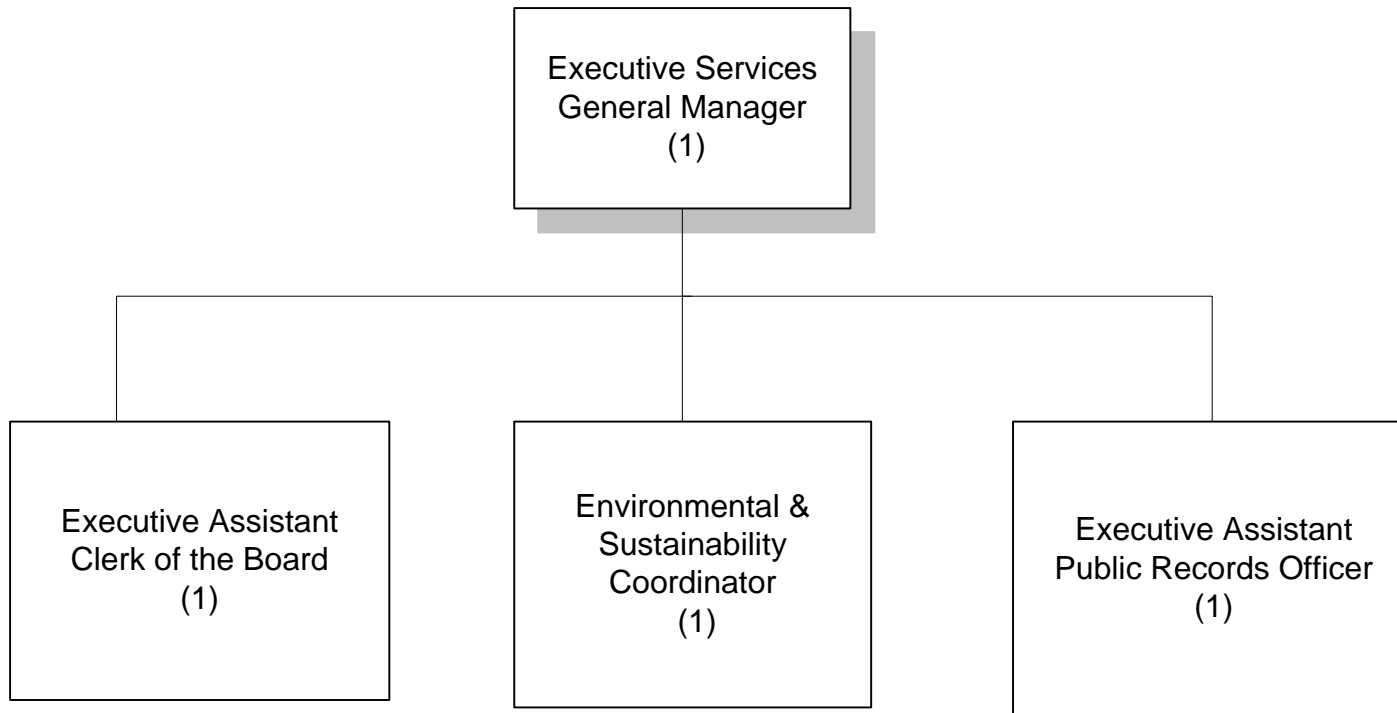 Executive Services
General Manager
(1)
Executive Assistant
Clerk of the Board
(1)
Environmental &
Sustainability
Coordinator
(1)
Executive Assistant
Public Records Officer
(1)